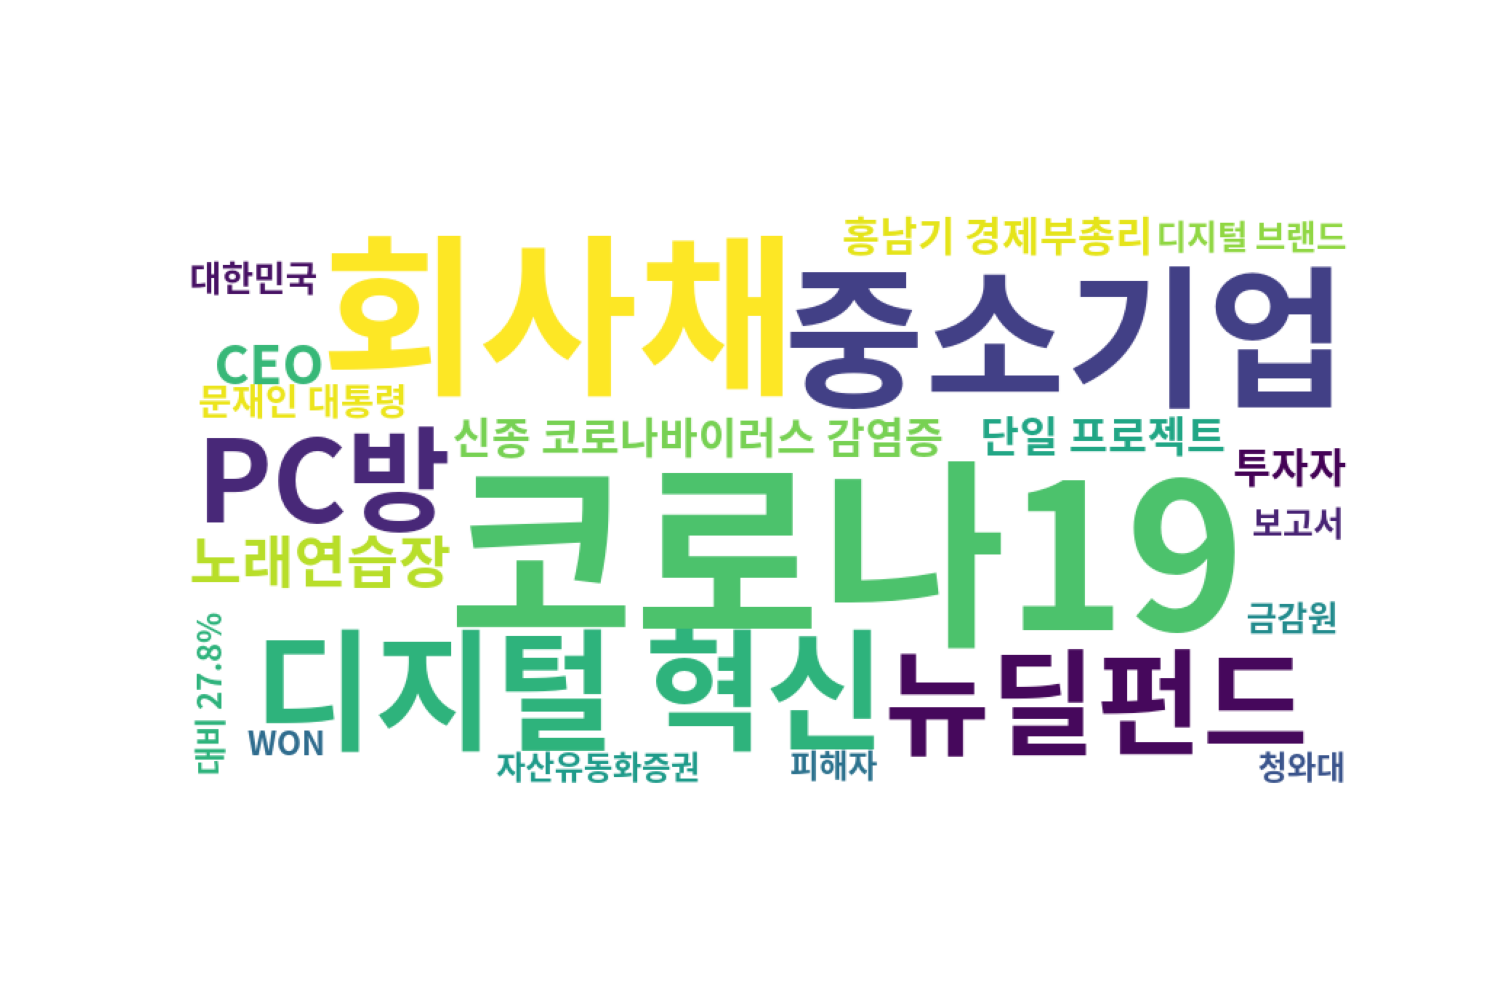 홍남기 경제부총리
디지털 브랜드
대한민국
회사채
중소기업
CEO
문재인 대통령
신종 코로나바이러스 감염증
단일 프로젝트
PC방
투자자
코로나19
보고서
노래연습장
금감원
대비 27.8%
디지털 혁신
뉴딜펀드
WON
자산유동화증권
피해자
청와대